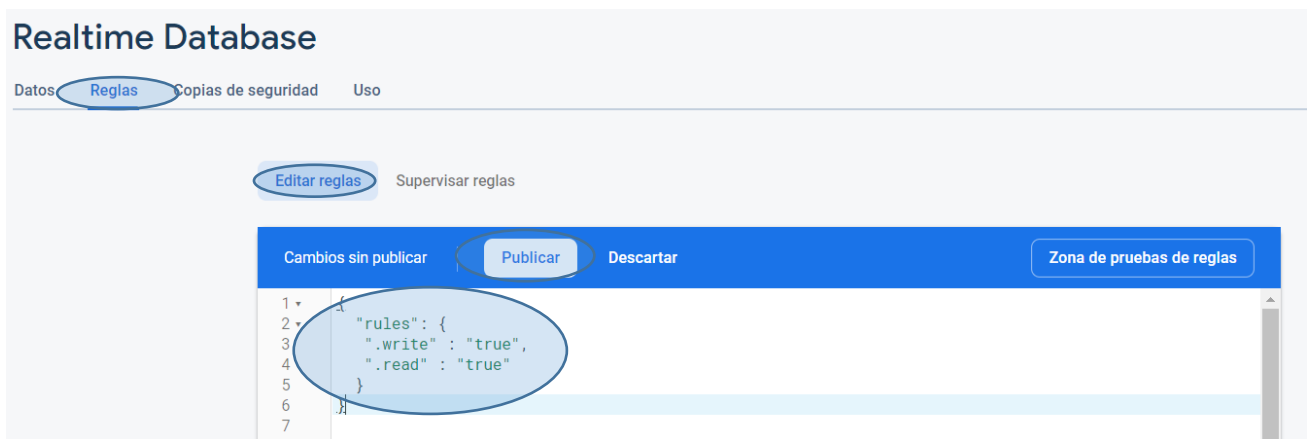 Realtime Database
Datos Reglas Copias de seguridad Uso
Editar reglas Supervisar reglas
Cambios sin publicar Publicar Descartar Zona de pruebas de reglas
1 {
2 "rules": {
3 ".write" : "true",
4 ".read" : "true"
5 }
6 }
7